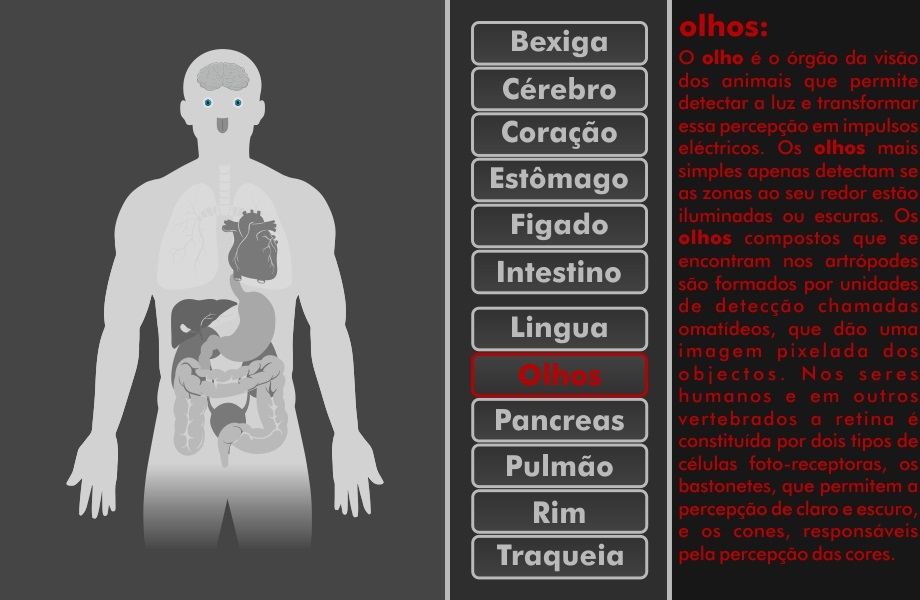 Bexiga
Cérebro
Coração
Estômago
Figado
Intestino
Lingua
Olhos
Pancreas
Pulmão
Rim
Traqueia
olhos:
O olho é o órgão da visão
dos animais que permite
detectar a luz e transformar
essa percepção em impulsos
eléctricos. Os olhos mais
simples apenas detectam se
as zonas ao seu redor estão
iluminadas ou escuras. Os
olhos compostos que se
encontram nos artrópodes
são formados por unidades
de detecção chamadas
omatídeos, que dão uma
imagem pixelada dos
objectos. Nos seres
humanos e em outros
vertebrados a retina é
constituída por dois tipos de
células foto-receptoras, os
bastonetes, que permitem a
percepção de claro e escuro,
e os cones, responsáveis
pela percepção das cores.